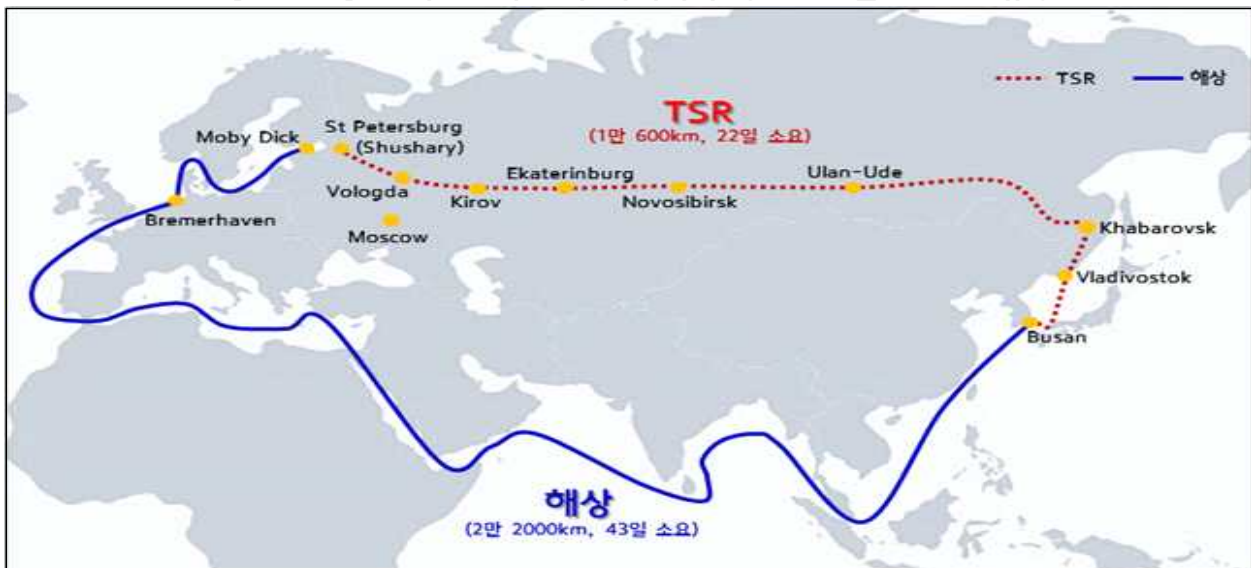 TSR 해상
TSR
(1만 600km, 22일 소요)
Moby Dick
St Petersburg
(Shushary)
Vologda
Kirov
Ekaterinburg
Novosibirsk
Ulan-Ude
Bremerhaven
Moscow
Khabarovsk
Vladivostok
Busan
해상
(2만 2000km, 43일 소요)